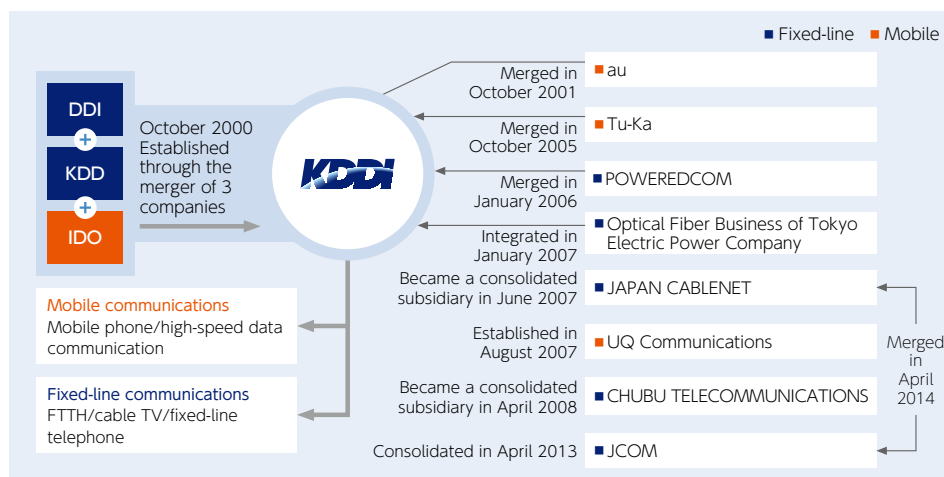 Fixed-line
Mobile
DDI
+
KDD
+
IDO
October 2000
Established
through the
merger of 3
companies
KDDI
Merged in
October 2001
au
Merged in
October 2005
Tu-Ka
Merged in
January 2006
POWEREDCOM
Integrated in
January 2007
Optical Fiber Business of Tokyo
Electric Power Company
Became a consolidated
subsidiary in June 2007
JAPAN CABLENET
Established in
August 2007
UQ Communications
Became a consolidated
subsidiary in April 2008
CHUBU TELECOMMUNICATIONS
Consolidated in April 2013
JCOM
Merged
in
April
2014
Mobile communications
Mobile phone/high-speed data
communication
Fixed-line communications
FTTH/cable TV/fixed-line
telephone